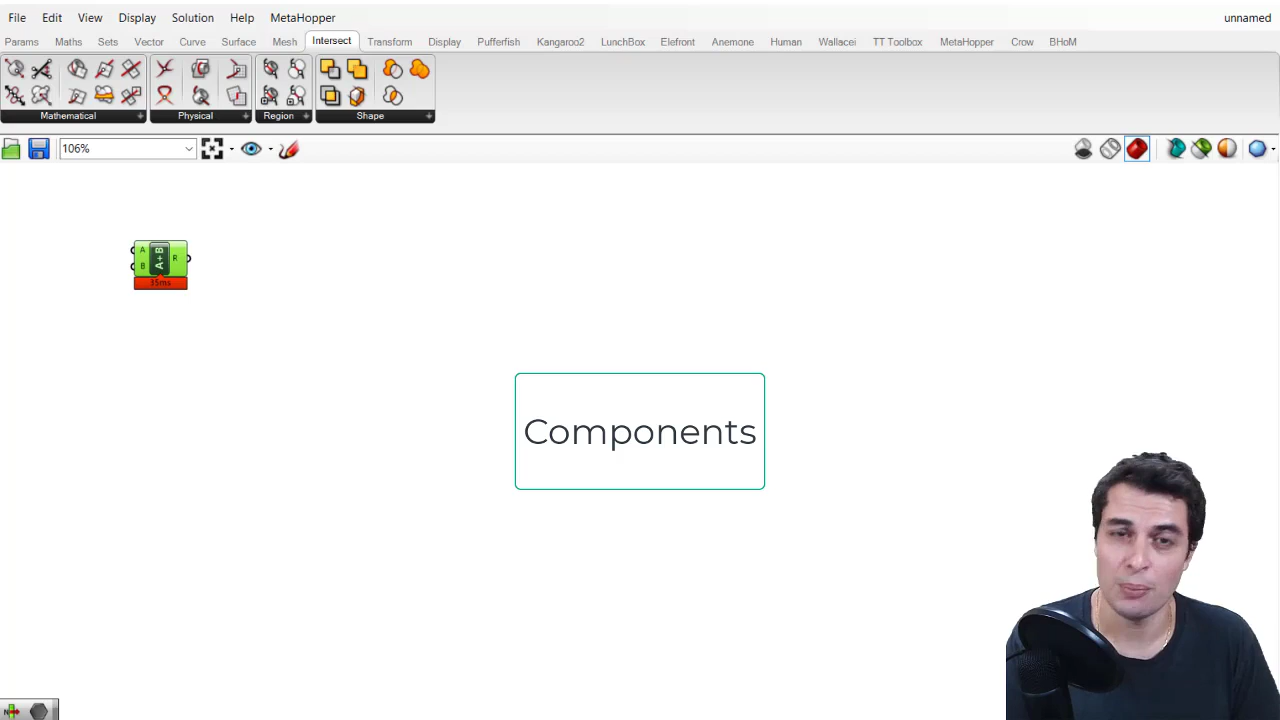 File Edit View Display Solution Help MetaHopper unnamed
Params Maths Sets Vector Curve Surface Mesh Intersect Transform Display Pufferfish Kangaroo2 LunchBox Elefront Anemone Human Wallacei TT Toolbox MetaHopper Crow BHoM
Mathematical Physical Region Shape
106%
A B A+B R
35ms
Components